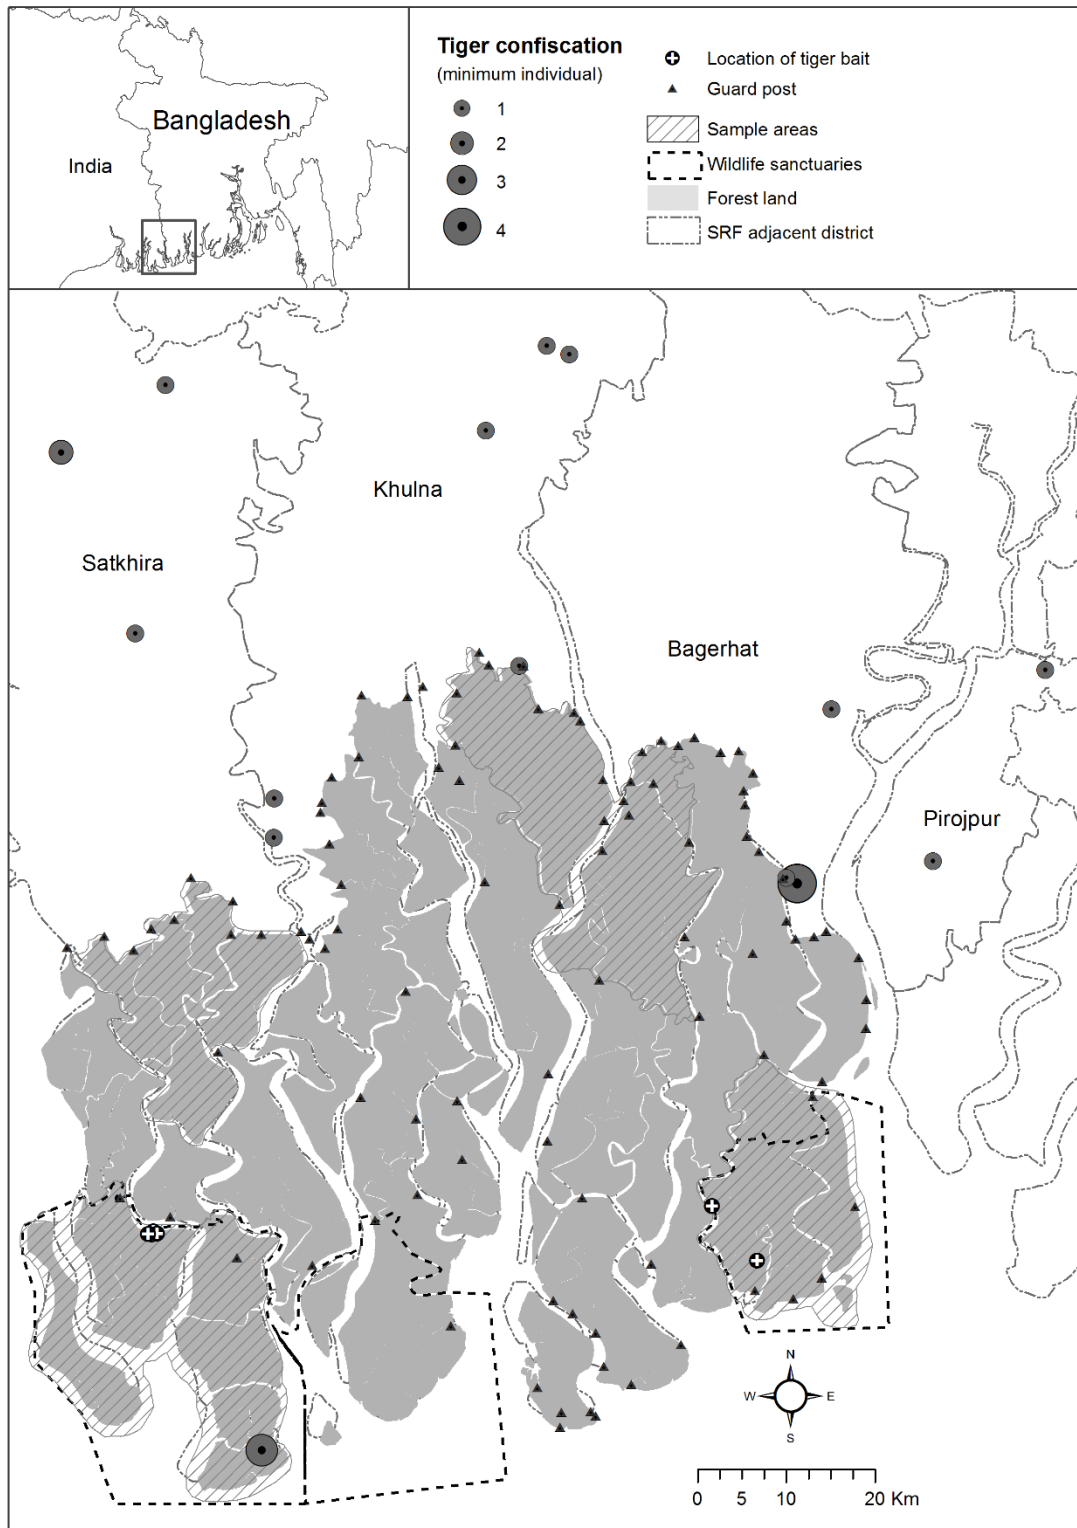 Bangladesh
India
Tiger confiscation
(minimum individual)
1
2
3
4
Location of tiger bait
Guard post
Sample areas
Wildlife sanctuaries
Forest land
SRF adjacent district
Khulna
Satkhira
Bagerhat
Pirojpur
N
W E
S
0 5 10 20 Km